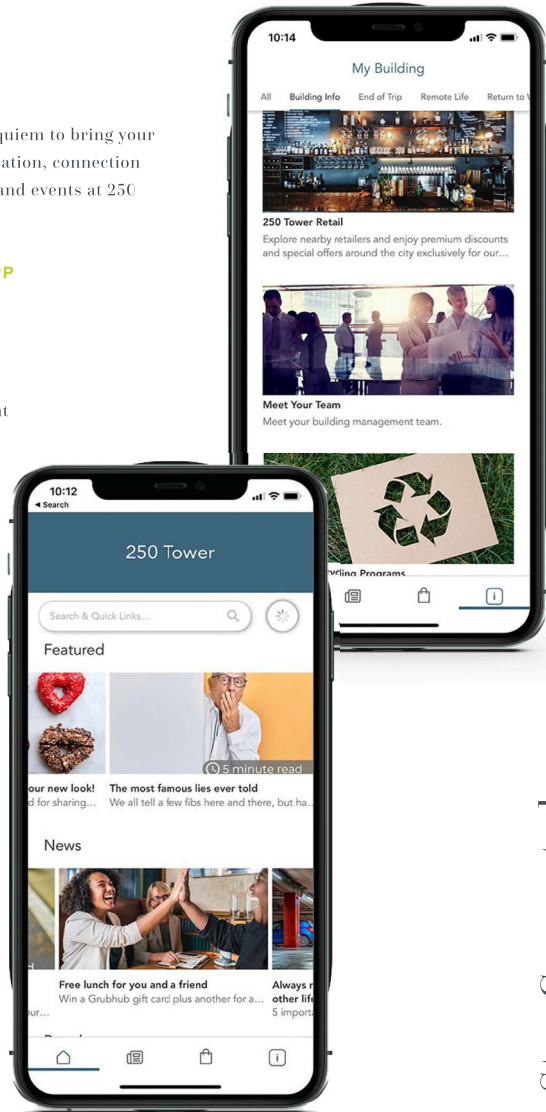 quiem to bring your
ation, connection
and events at 250
10:14
My Building
All Building Info End of Trip Remote Life Return to
250 Tower Retail
Explore nearby retailers and enjoy premium discounts
and special offers around the city exclusively for our...
Meet Your Team
Meet your building management team.
Programs
10:12
Search
250 Tower
Search & Quick Links...
Featured
5 minute read
our new look!
d for sharing...
The most famous lies ever told
We all tell a few fibs here and there, but ha...
News
Free lunch for you and a friend
Win a Grubhub gift card plus another for a...
Always
other life
5 importa